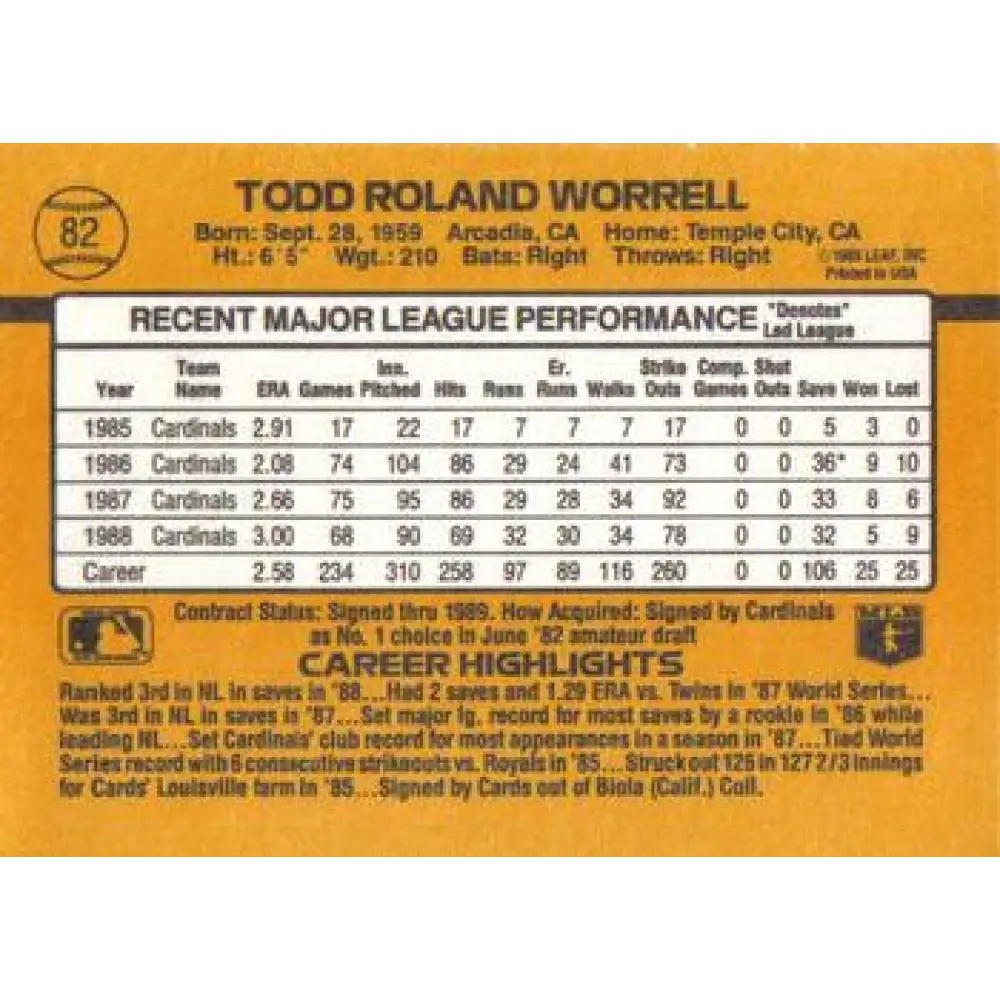 82
TODD ROLAND WORRELL
Born: Sept. 28, 1959 Arcadia, CA Home: Temple City, CA
Ht.: 6'5" Wgt.: 210 Bats: Right Throws: Right
© 1989 LEAF, INC
Printed in USA
RECENT MAJOR LEAGUE PERFORMANCE
"Denotes"
Led League
Year Team Name ERA Games Inn. Pitched Hits Runs Er. Runs Walks Strike Outs Comp. Games Shut Outs Save Won Lost
1985 Cardinals 2.91 17 22 17 7 7 7 17 0 0 5 3 0
1986 Cardinals 2.08 74 104 86 29 24 41 73 0 0 36* 9 10
1987 Cardinals 2.66 75 95 86 29 28 34 92 0 0 33 8 6
1988 Cardinals 3.00 68 90 69 32 30 34 78 0 0 32 5 9
Career 2.58 234 310 258 97 89 116 260 0 0 106 25 25
Contract Status: Signed thru 1989. How Acquired: Signed by Cardinals
as No. 1 choice in June '82 amateur draft
CAREER HIGHLIGHTS
Ranked 3rd in NL in saves in '88...Had 2 saves and 1.29 ERA vs. Twins in '87 World Series...
Was 3rd in NL in saves in '87...Set major lg. record for most saves by a rookie in '86 while
leading NL...Set Cardinals' club record for most appearances in a season in '87...Tied World
Series record with 6 consecutive strikeouts vs. Royals in '85...Struck out 125 in 127 2/3 innings
for Cards' Louisville farm in '85...Signed by Cards out of Biola (Calif.) Coll.